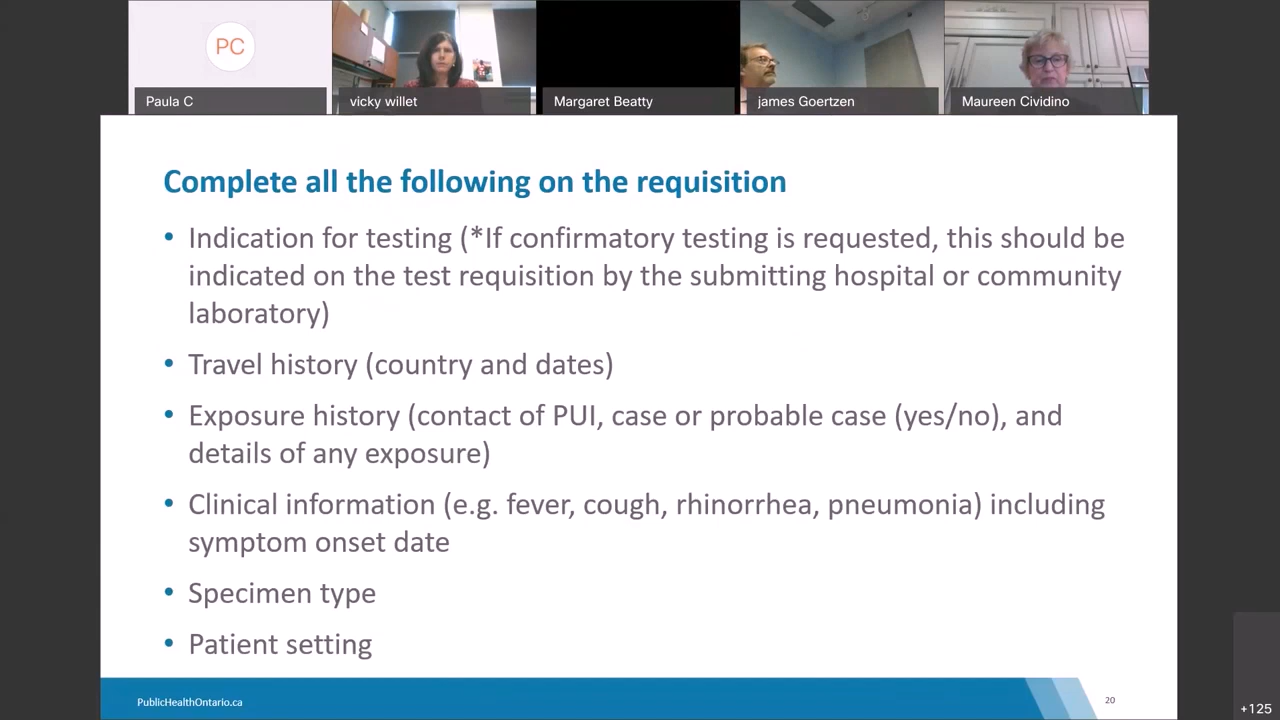 PC
Paula C
vicky willet
Margaret Beatty
james Goertzen
Maureen Cividino
Complete all the following on the requisition
• Indication for testing (*If confirmatory testing is requested, this should be
indicated on the test requisition by the submitting hospital or community
laboratory)
• Travel history (country and dates)
• Exposure history (contact of PUI, case or probable case (yes/no), and
details of any exposure)
• Clinical information (e.g. fever, cough, rhinorrhea, pneumonia) including
symptom onset date
• Specimen type
• Patient setting
PublicHealthOntario.ca
20
+125